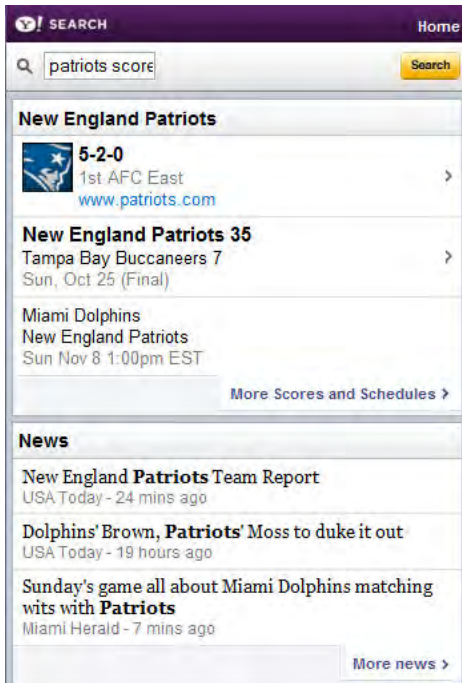 Y! SEARCH Home
patriots score Search
New England Patriots
5-2-0
1st AFC East
www.patriots.com
New England Patriots 35
Tampa Bay Buccaneers 7
Sun, Oct 25 (Final)
Miami Dolphins
New England Patriots
Sun Nov 8 1:00pm EST
More Scores and Schedules >
News
New England Patriots Team Report
USA Today - 24 mins ago
Dolphins' Brown, Patriots' Moss to duke it out
USA Today - 19 hours ago
Sunday's game all about Miami Dolphins matching
wits with Patriots
Miami Herald - 7 mins ago
More news >